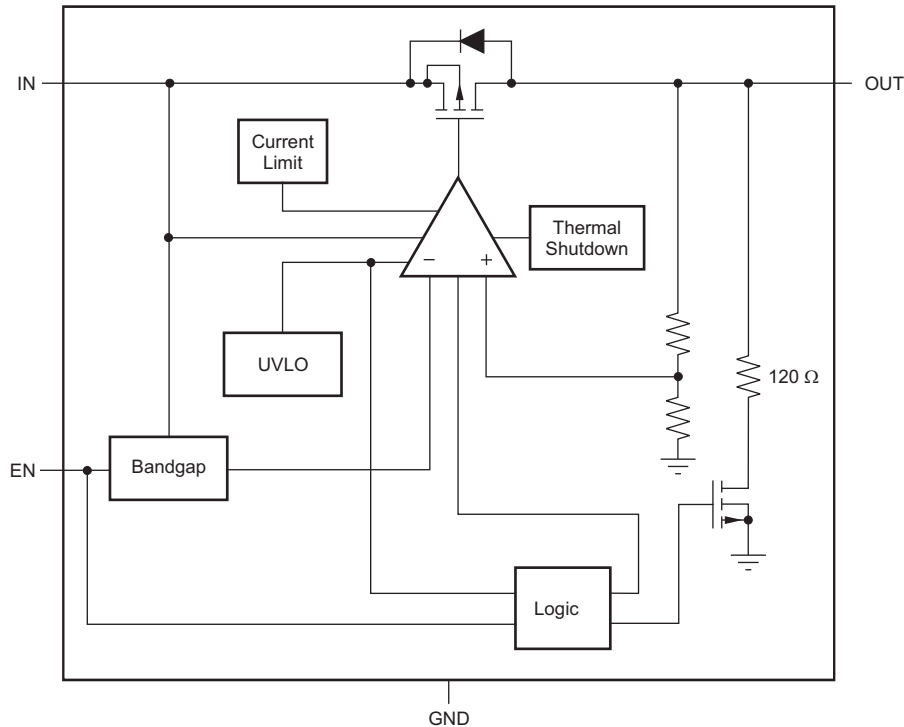 IN
OUT
Current
Limit
Thermal
Shutdown
− +
UVLO
120 Ω
EN
Bandgap
Logic
GND